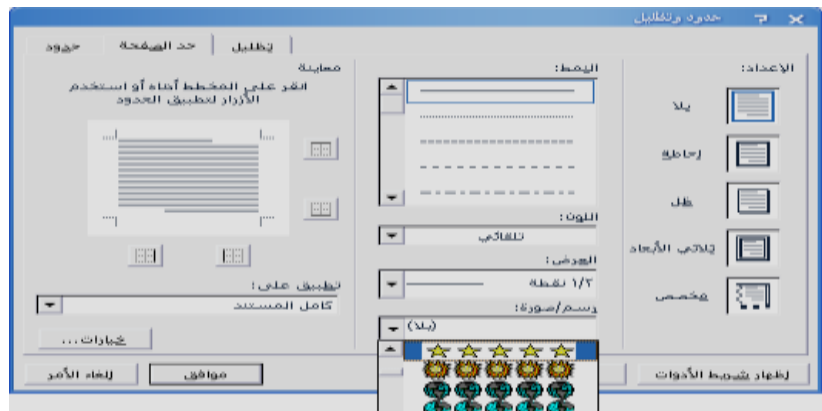 حدود وتظليل
حدود
حد الصفحة
تظليل
الإعداد:
بلا
إحاطة
ظل
ثلاثي الأبعاد
مخصص
النمط:
اللون:
تلقائي
العرض:
١/٢ نقطة
رسم/صورة:
(بلا)
معاينة
انقر على المخطط أدناه أو استخدم
الأزرار لتطبيق الحدود
تطبيق على:
كامل المستند
خيارات...
إظهار شريط الأدوات
موافق
إلغاء الأمر